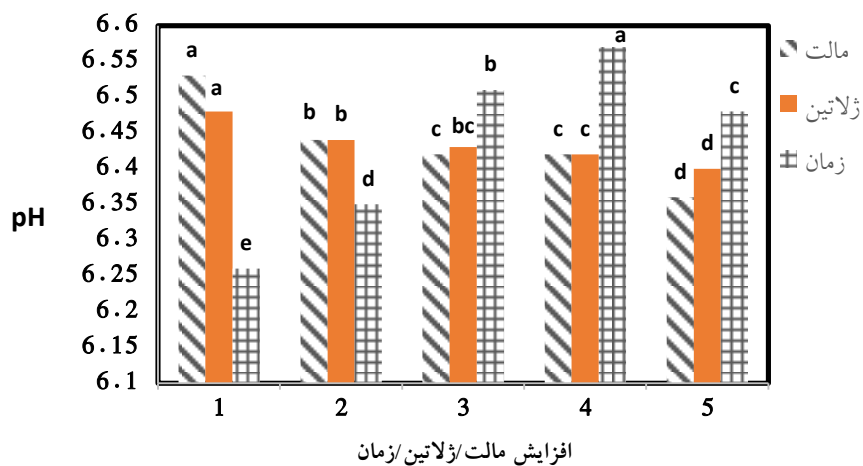 6.6
6.55
6.5
6.45
6.4
6.35
6.3
6.25
6.2
6.15
6.1
pH
a
a
e
b
b
d
c
bc
b
c
c
a
d
d
c
1 2 3 4 5
افزایش مالت/ژلاتین/زمان
مالت
ژلاتین
زمان